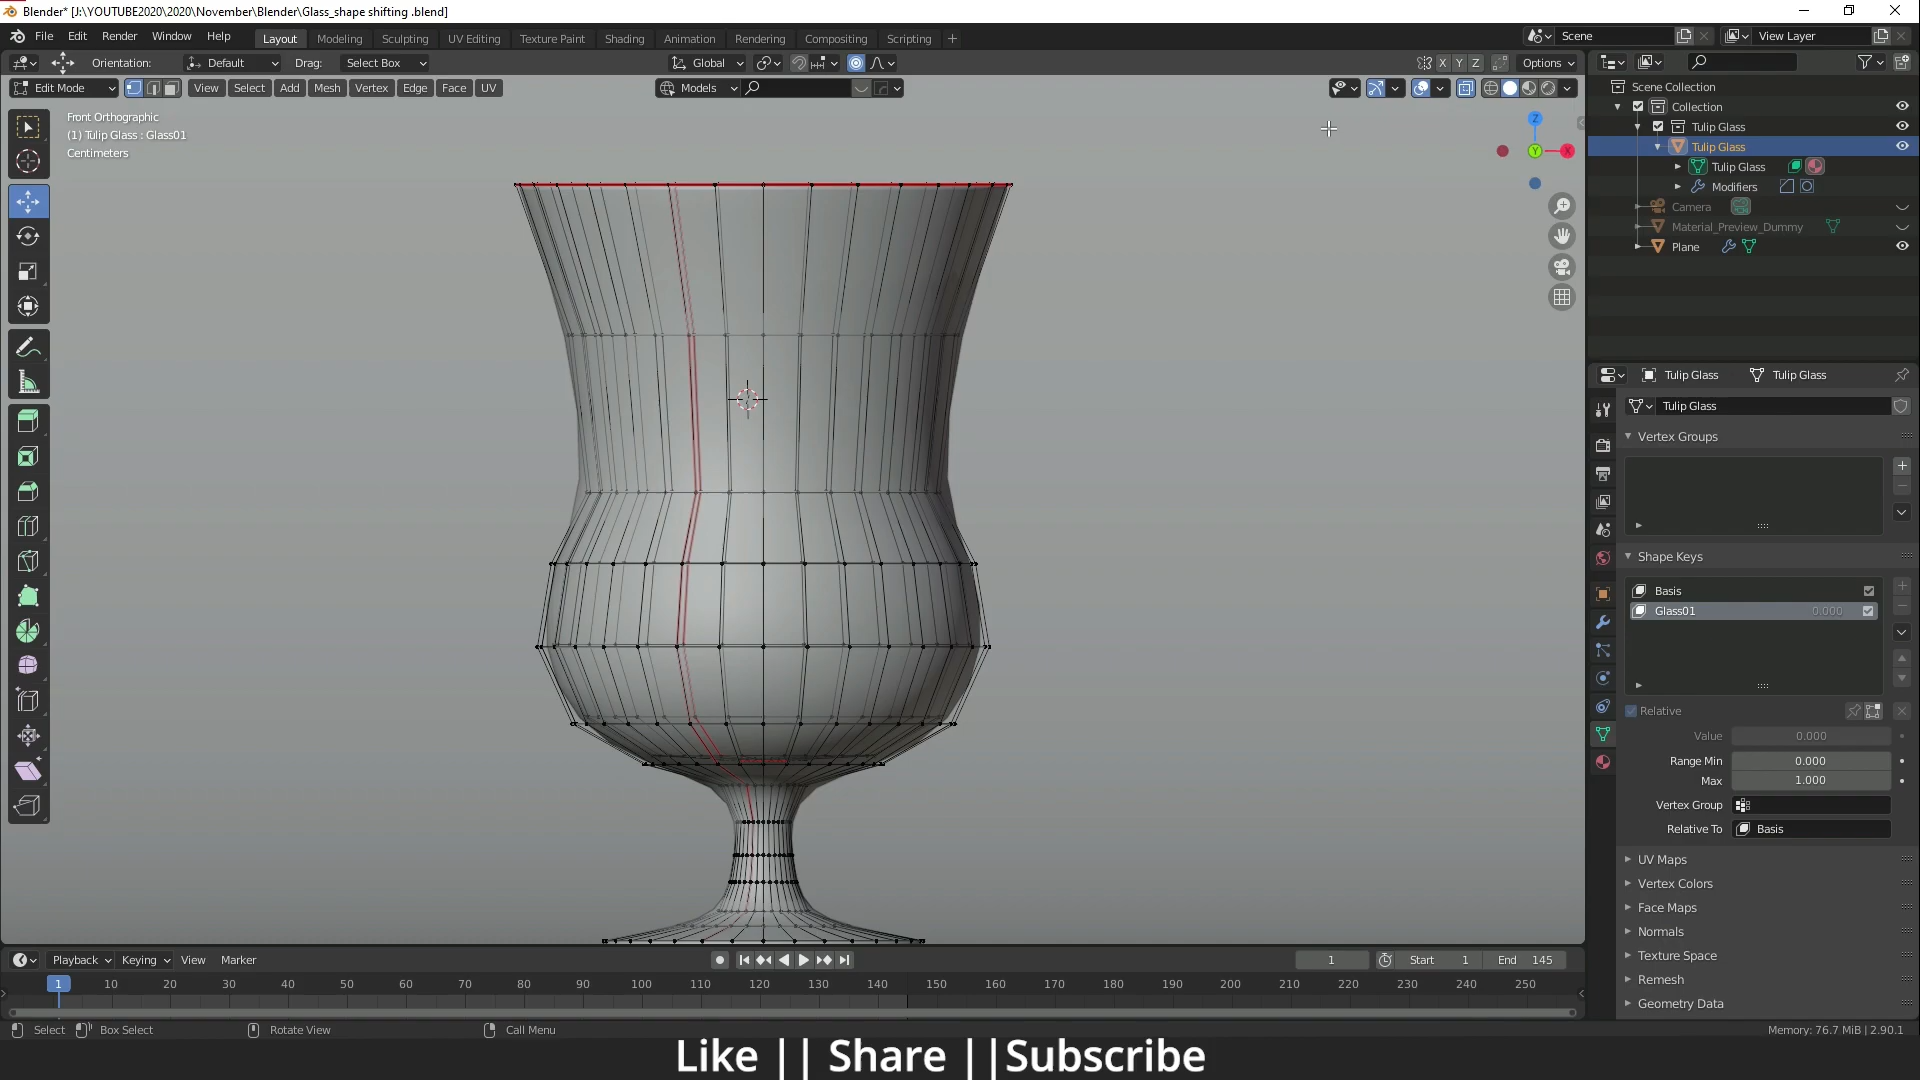 Blender* [J:\YOUTUBE2020\2020\November\Blender\Glass_shape shifting .blend]
File Edit Render Window Help Layout Modeling Sculpting UV Editing Texture Paint Shading Animation Rendering Compositing Scripting + Scene View Layer
Orientation: Default Drag: Select Box Global X Y Z Options
Edit Mode View Select Add Mesh Vertex Edge Face UV Models
Front Orthographic
(1) Tulip Glass : Glass01
Centimeters
Z
Y X
Scene Collection
Collection
Tulip Glass
Tulip Glass
Tulip Glass
Modifiers
Camera
Material_Preview_Dummy
Plane
Tulip Glass Tulip Glass
Tulip Glass
Vertex Groups
Shape Keys
Basis
Glass01 0.000
Relative
Value 0.000
Range Min 0.000
Max 1.000
Vertex Group
Relative To Basis
UV Maps
Vertex Colors
Face Maps
Normals
Texture Space
Remesh
Geometry Data
Playback Keying View Marker 1 Start 1 End 145
1 10 20 30 40 50 60 70 80 90 100 110 120 130 140 150 160 170 180 190 200 210 220 230 240 250
Select Box Select Rotate View Call Menu Memory: 76.7 MiB | 2.90.1
Like || Share ||Subscribe